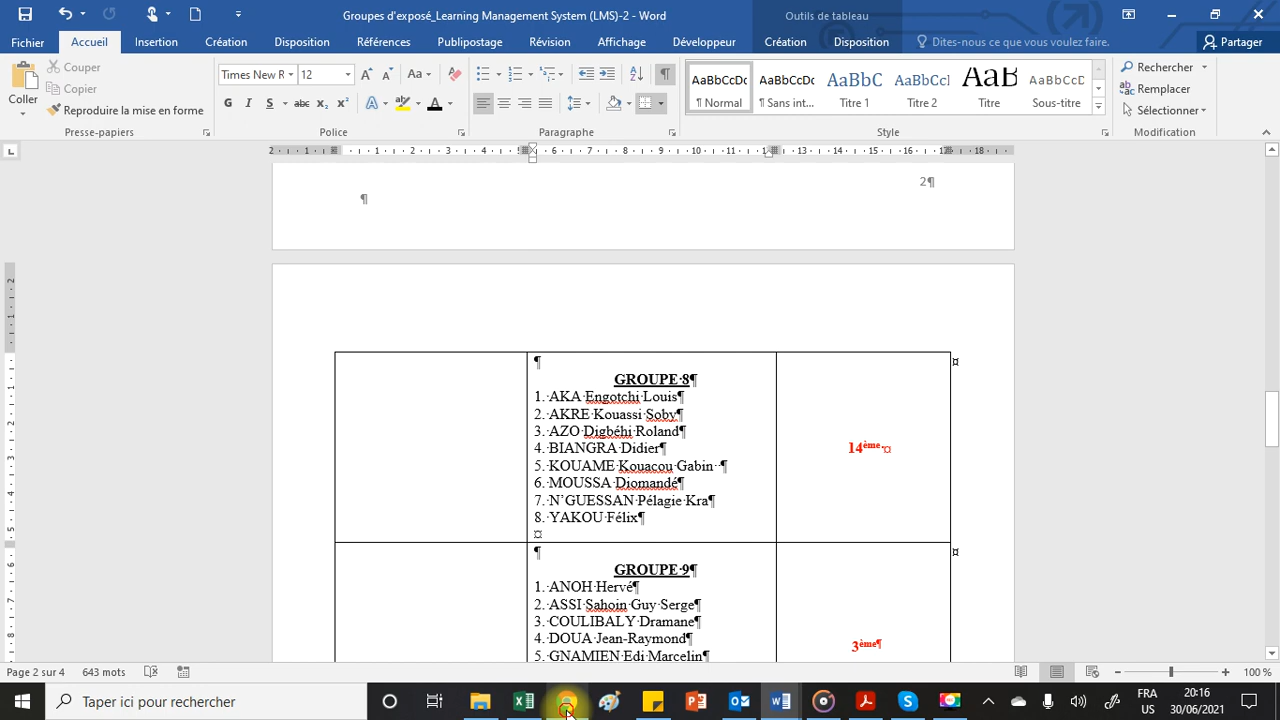 Groupes d'exposé_Learning Management System (LMS)-2 - Word
Outils de tableau
Fichier Accueil Insertion Création Disposition Références Publipostage Révision Affichage Développeur Création Disposition Dites-nous ce que vous voulez faire. Partager
Coller
Couper
Copier
Reproduire la mise en forme
Presse-papiers
Times New R 12
G I S abc x₂ x²
Police
Paragraphe
AaBbCcDc AaBbCcDc AaBbC AaBbCc AaB AaBbCcD
¶ Normal ¶ Sans int... Titre 1 Titre 2 Titre Sous-titre
Style
Rechercher
Remplacer
Sélectionner
Modification
2¶
¶
¶
GROUPE·8¶
1.·AKA·Engotchi·Louis¶
2.·AKRE·Kouassi·Soby¶
3.·AZO·Digbéhi·Roland¶
4.·BIANGRA·Didier¶
5.·KOUAME·Kouacou·Gabin··¶
6.·MOUSSA·Diomandé¶
7.·N'GUESSAN·Pélagie·Kra¶
8.·YAKOU·Félix¶
¤
14ème·¤
¤
¶
GROUPE·9¶
1.·ANOH·Hervé¶
2.·ASSI·Sahoin·Guy·Serge¶
3.·COULIBALY·Dramane¶
4.·DOUA·Jean-Raymond¶
5.·GNAMIEN·Edi·Marcelin¶
3ème¶
¤
Page 2 sur 4 643 mots 100 %
Taper ici pour rechercher
FRA
US
20:16
30/06/2021